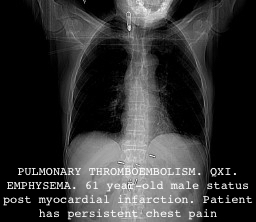 PULMONARY THROMBOEMBOLISM. QXI.
EMPHYSEMA. 61 year-old male status
post myocardial infarction. Patient
has persistent chest pain